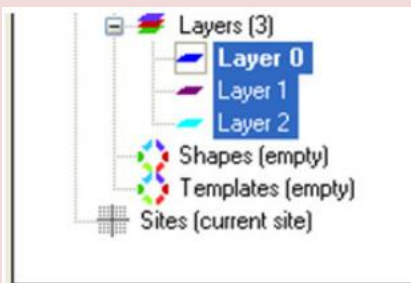 Layers (3)
Layer 0
Layer 1
Layer 2
Shapes (empty)
Templates (empty)
Sites (current site)